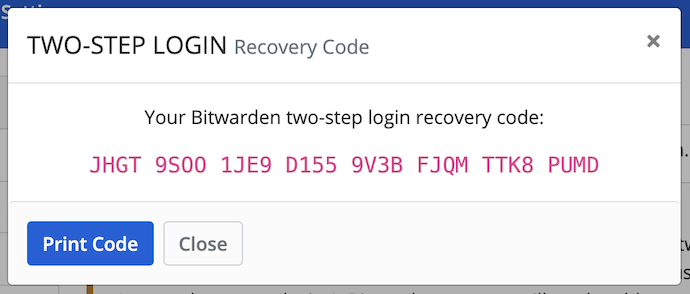 TWO-STEP LOGIN Recovery Code ×
Your Bitwarden two-step login recovery code:
JHGT 9SOO 1JE9 D155 9V3B FJQM TTK8 PUMD
Print Code Close